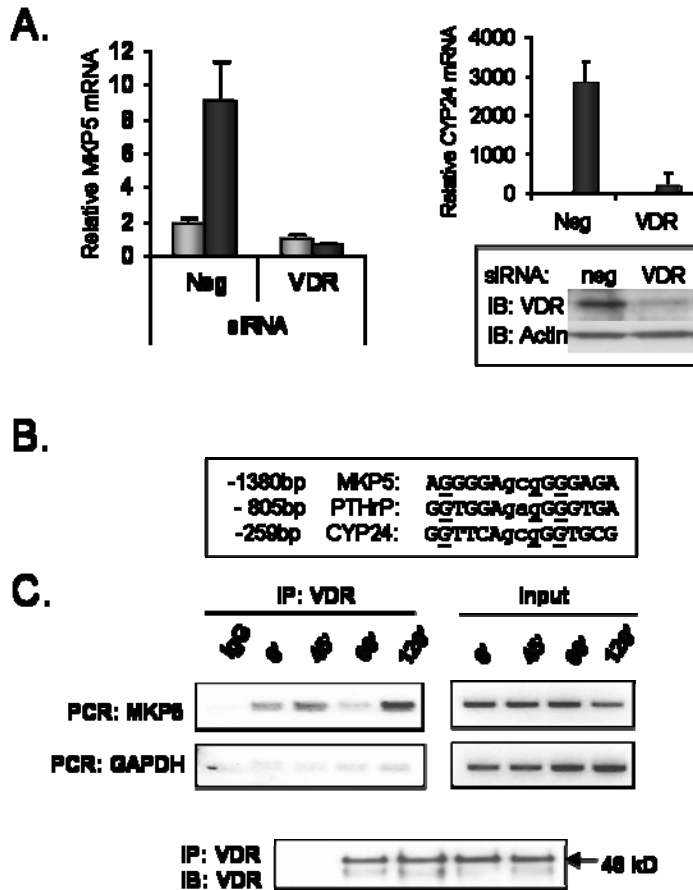 A.
Relative MKP5 mRNA
12
10
8
6
4
2
0
Neg VDR
siRNA
Relative CYP24 mRNA
4000
3000
2000
1000
0
Neg VDR
siRNA: neg VDR
IB: VDR
IB: Actin
B.
-1380bp MKP5: AGGGGAgcgGGGAGA
- 805bp PTHrP: GGTGGAgagGGGTGA
-259bp CYP24: GGTTCAgcgGGTGCG
C.
IP: VDR
Input
PCR: MKP5
PCR: GAPDH
IP: VDR
IB: VDR
48 kD